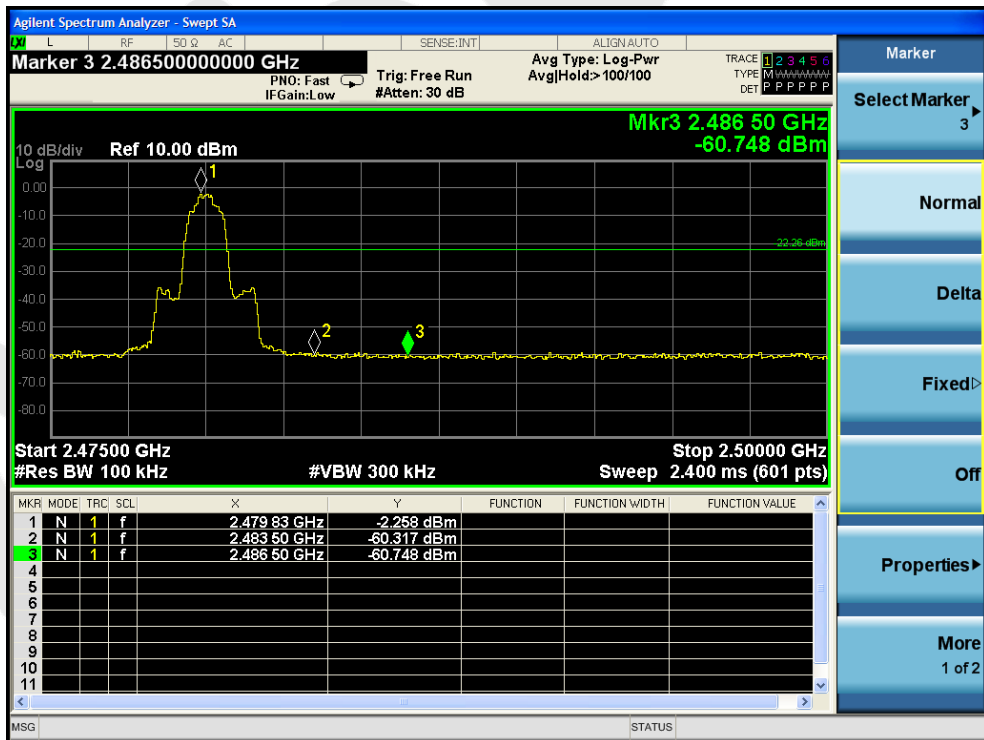 Agilent Spectrum Analyzer - Swept SA
LXI L RF 50 Ω AC SENSE:INT ALIGN AUTO
Marker 3 2.486500000000 GHz
PNO: Fast
IFGain:Low
Trig: Free Run
#Atten: 30 dB
Avg Type: Log-Pwr
Avg|Hold:> 100/100
TRACE 1 2 3 4 5 6
TYPE M
DET P P P P P P
Mkr3 2.486 50 GHz
-60.748 dBm
10 dB/div Ref 10.00 dBm
Log
1
0.00
-10.0
-20.0
-22.26 dBm
-30.0
-40.0
-50.0
2
3
-60.0
-70.0
-80.0
Start 2.47500 GHz Stop 2.50000 GHz
#Res BW 100 kHz #VBW 300 kHz Sweep 2.400 ms (601 pts)
MKR MODE TRC SCL X Y FUNCTION FUNCTION WIDTH FUNCTION VALUE
1 N 1 f 2.479 83 GHz -2.258 dBm
2 N 1 f 2.483 50 GHz -60.317 dBm
3 N 1 f 2.486 50 GHz -60.748 dBm
4
5
6
7
8
9
10
11
MSG STATUS
Marker
Select Marker
3
Normal
Delta
Fixed
Off
Properties
More
1 of 2